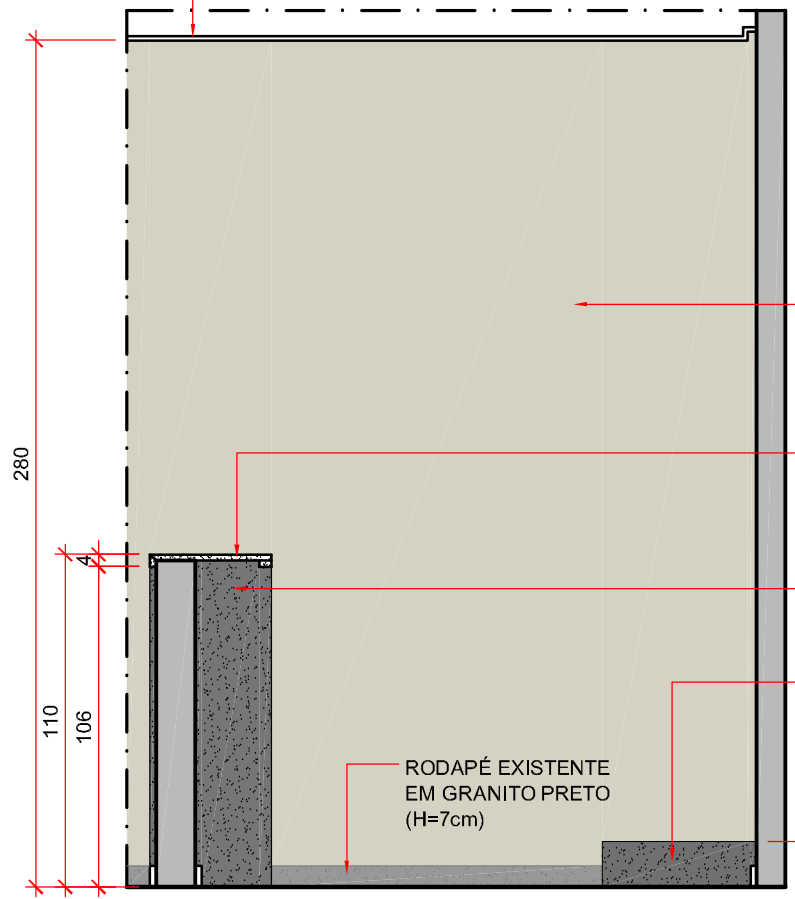 280
4
110
106
RODAPÉ EXISTENTE
EM GRANITO PRETO
(H=7cm)